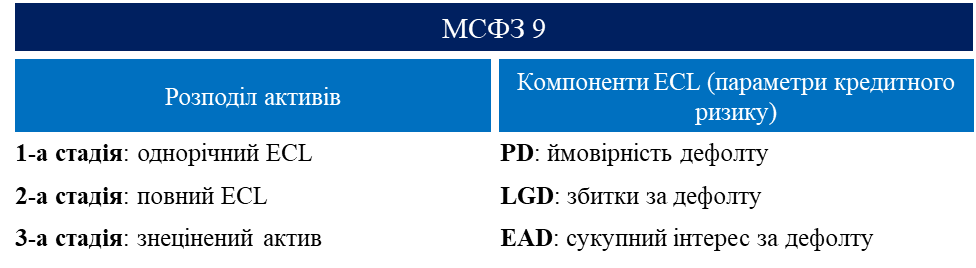 МСФЗ 9
Розподіл активів
Компоненти ECL (параметри кредитного
ризику)
1-а стадія: однорічний ECL
PD: ймовірність дефолту
2-а стадія: повний ECL
LGD: збитки за дефолту
3-а стадія: знецінений актив
EAD: сукупний інтерес за дефолту